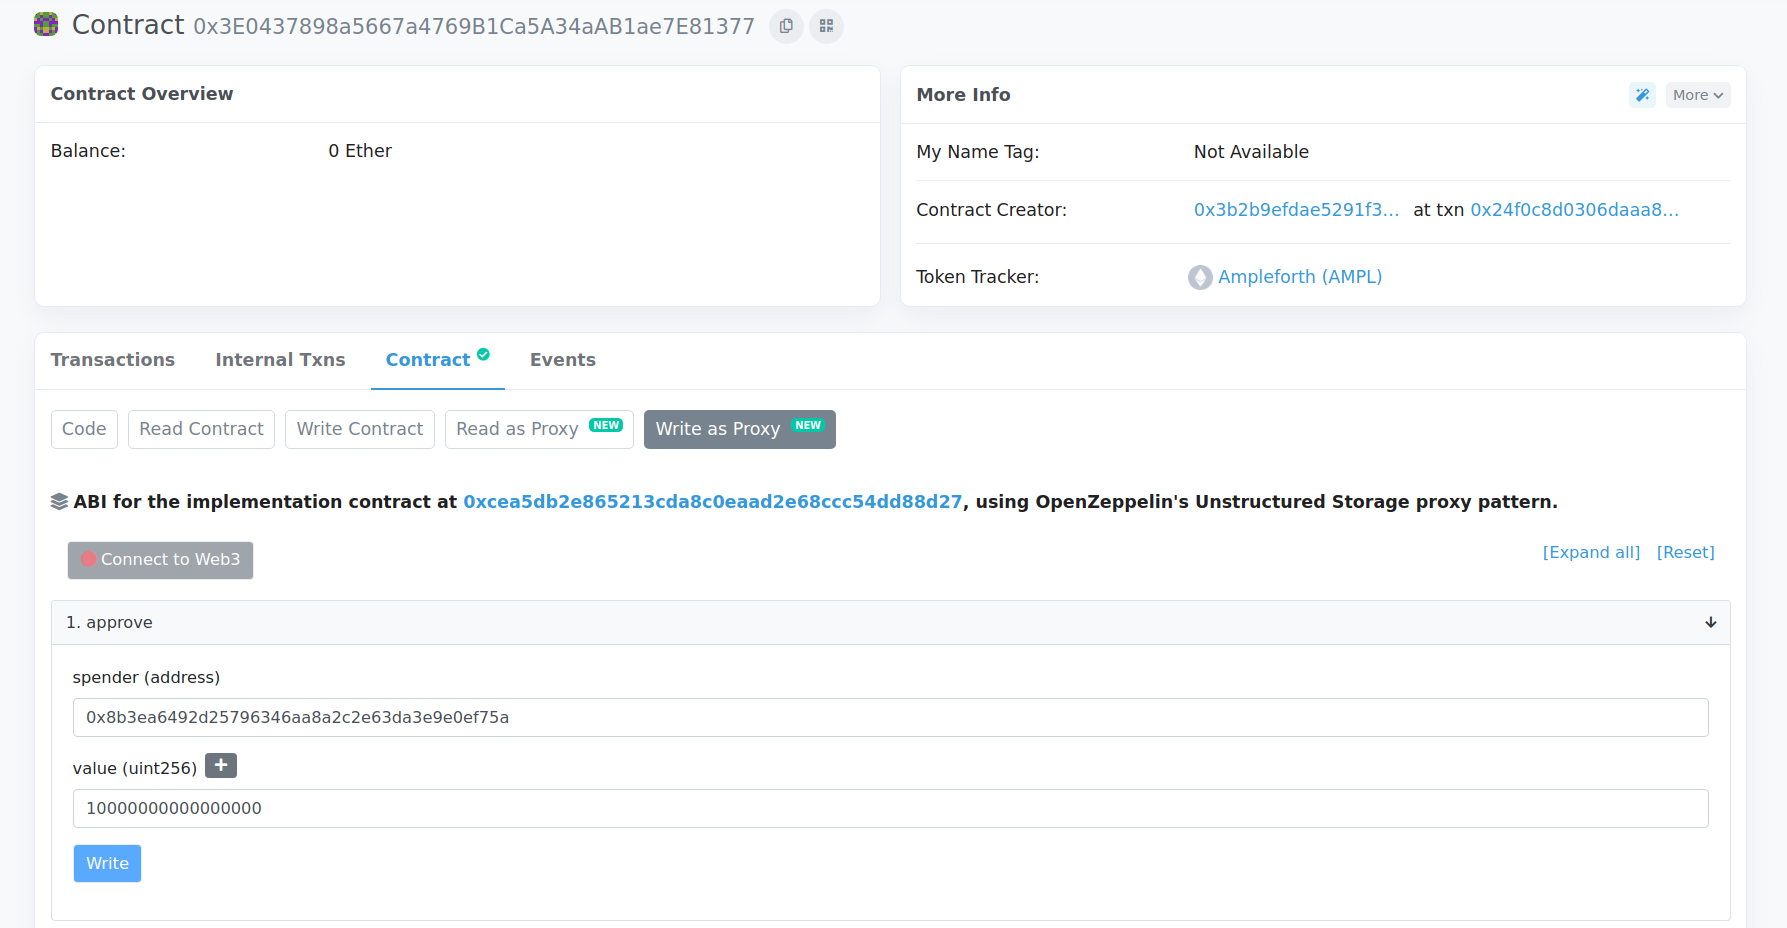 Contract 0x3E0437898a5667a4769B1Ca5A34aAB1ae7E81377
Contract Overview
Balance: 0 Ether
More Info
More
My Name Tag: Not Available
Contract Creator: 0x3b2b9efdae5291f3... at txn 0x24f0c8d0306daaa8...
Token Tracker: Ampleforth (AMPL)
Transactions Internal Txns Contract Events
Code Read Contract Write Contract Read as Proxy NEW Write as Proxy NEW
ABI for the implementation contract at 0xcea5db2e865213cda8c0eaad2e68ccc54dd88d27, using OpenZeppelin's Unstructured Storage proxy pattern.
Connect to Web3 [Expand all] [Reset]
1. approve
spender (address)
0x8b3ea6492d25796346aa8a2c2e63da3e9e0ef75a
value (uint256) +
10000000000000000
Write